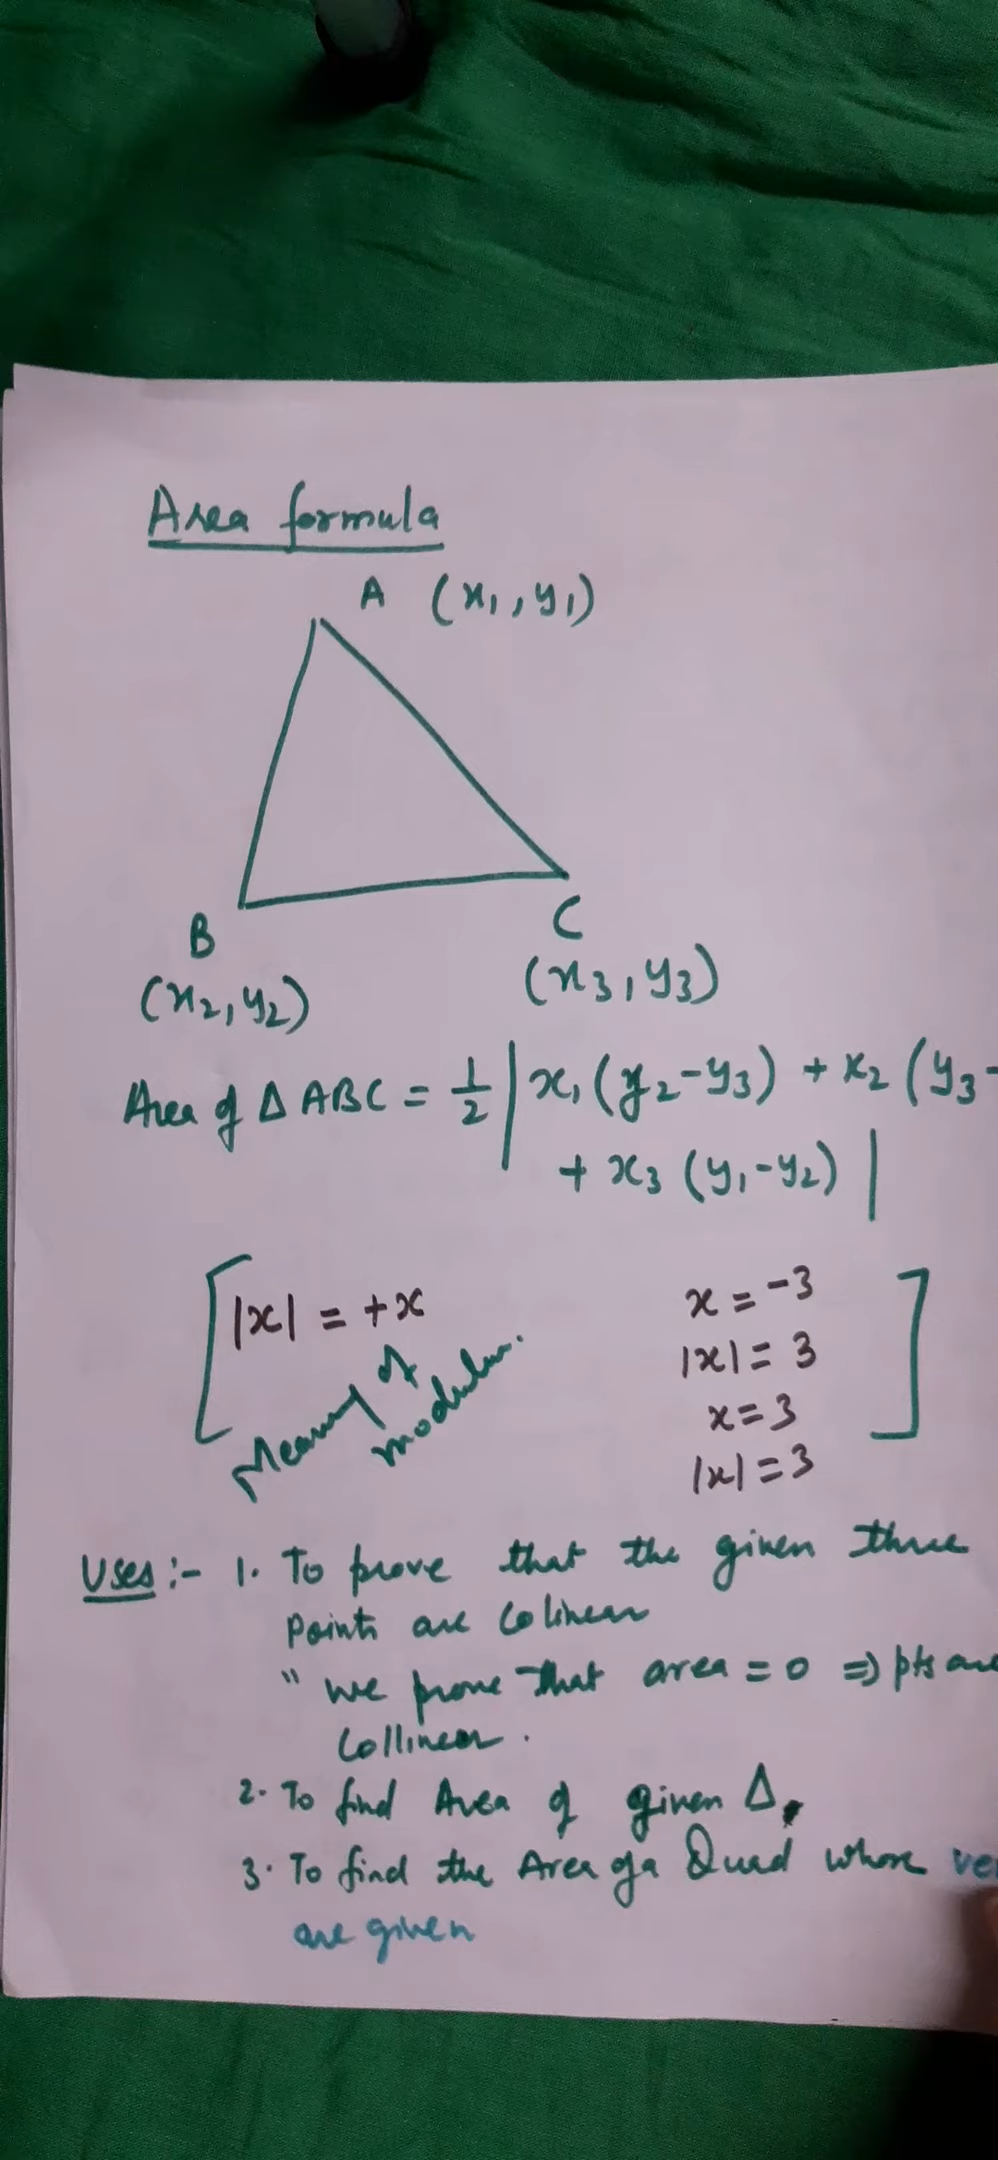 Area formula
A (x₁, y₁)
B
C
(x₂, y₂)
(x₃, y₃)
Area of Δ ABC = 1/2 | x₁ (y₂-y₃) + x₂ (y₃-
+ x₃ (y₁-y₂) |
[ |x| = +x
Meaning of
modulus.
x = -3
|x| = 3
x = 3
|x| = 3 ]
Uses :- 1. To prove that the given three
points are colinear
" we prove that area = 0 ⇒ pts are
Collinear.
2. To find Area of given Δ.
3. To find the Area of a Quad whose ve
are given